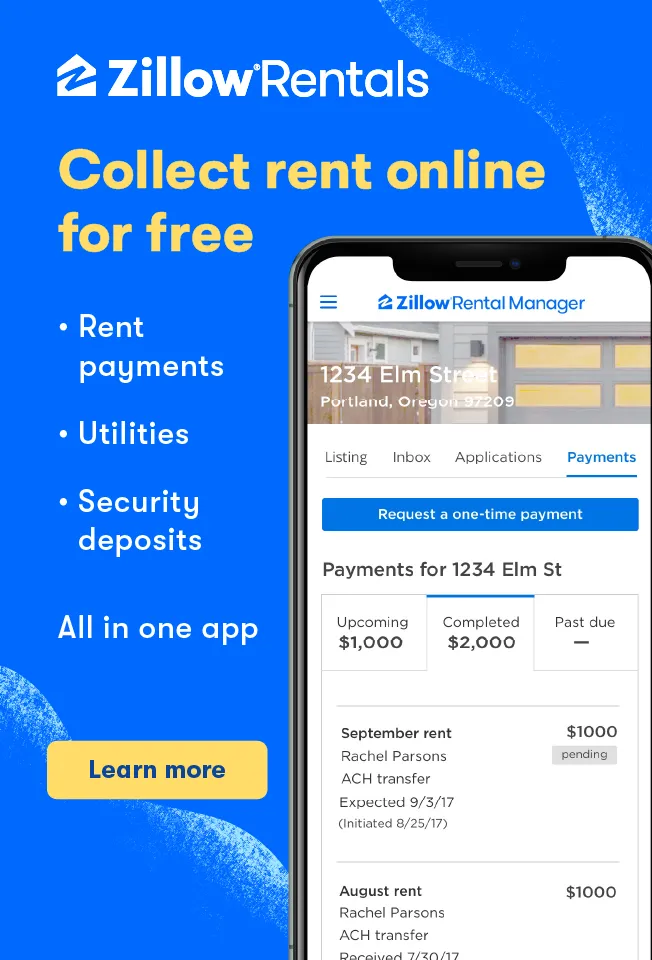 Zillow® Rentals
Collect rent online
for free
• Rent
payments
• Utilities
• Security
deposits
All in one app
Learn more
Zillow Rental Manager
1234 Elm Street
Portland, Oregon 97209
Listing Inbox Applications Payments
Request a one-time payment
Payments for 1234 Elm St
Upcoming Completed Past due
$1,000 $2,000 —
September rent $1000
Rachel Parsons pending
ACH transfer
Expected 9/3/17
(Initiated 8/25/17)
August rent $1000
Rachel Parsons
ACH transfer
Received 7/30/17